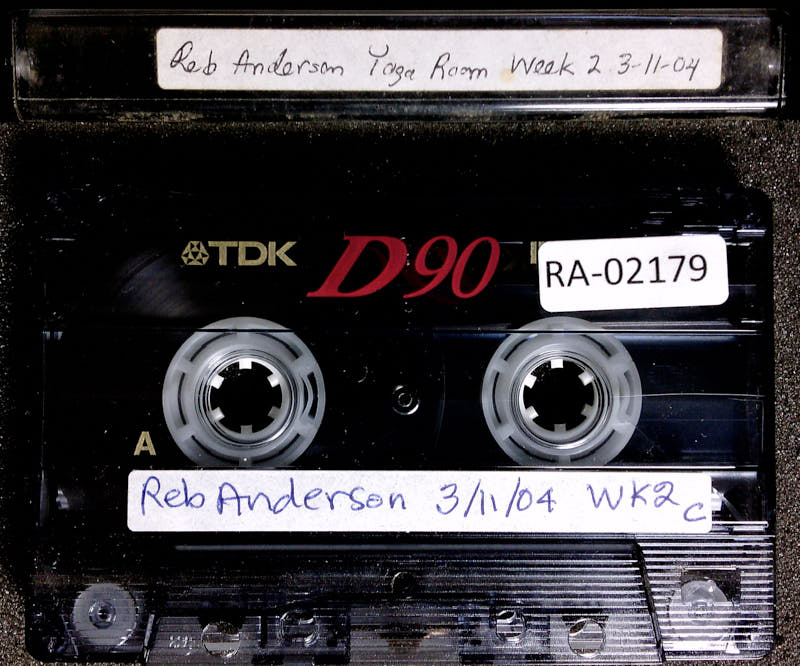 Reb Anderson Yoga Room Week 2 3-11-04
TDK D90
RA-02179
A
Reb Anderson 3/11/04 WK2 C